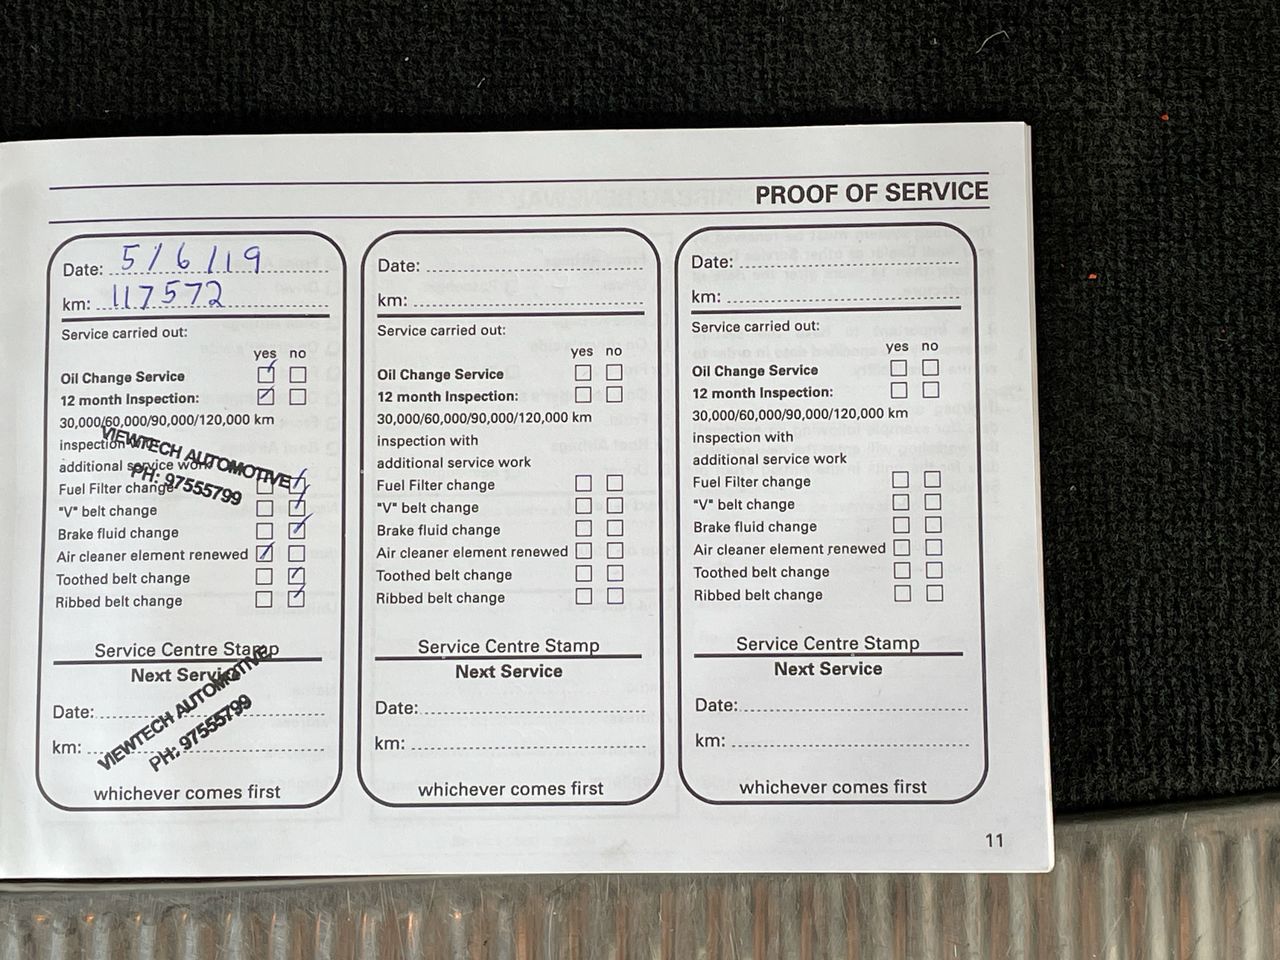 PROOF OF SERVICE
Date: 5/6/19
km: 117572
Service carried out:
yes no
Oil Change Service
12 month Inspection:
30,000/60,000/90,000/120,000 km
inspection with
additional service work
VIEWTECH AUTOMOTIVE
PH: 97555799
Fuel Filter change
"V" belt change
Brake fluid change
Air cleaner element renewed
Toothed belt change
Ribbed belt change
Service Centre Stamp
Next Service
Date:
km:
VIEWTECH AUTOMOTIVE
PH: 97555799
whichever comes first
Date:
km:
Service carried out:
yes no
Oil Change Service
12 month Inspection:
30,000/60,000/90,000/120,000 km
inspection with
additional service work
Fuel Filter change
"V" belt change
Brake fluid change
Air cleaner element renewed
Toothed belt change
Ribbed belt change
Service Centre Stamp
Next Service
Date:
km:
whichever comes first
Date:
km:
Service carried out:
yes no
Oil Change Service
12 month Inspection:
30,000/60,000/90,000/120,000 km
inspection with
additional service work
Fuel Filter change
"V" belt change
Brake fluid change
Air cleaner element renewed
Toothed belt change
Ribbed belt change
Service Centre Stamp
Next Service
Date:
km:
whichever comes first
11